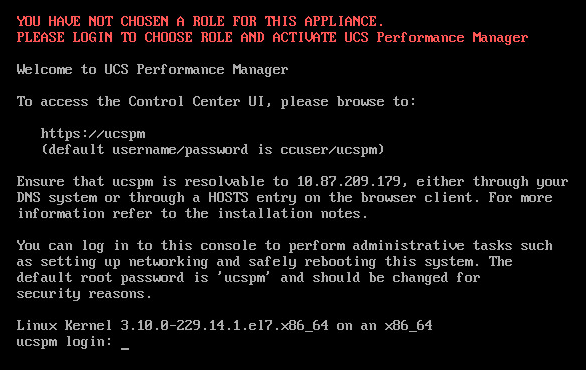 YOU HAVE NOT CHOSEN A ROLE FOR THIS APPLIANCE.
PLEASE LOGIN TO CHOOSE ROLE AND ACTIVATE UCS Performance Manager
Welcome to UCS Performance Manager
To access the Control Center UI, please browse to:
https://ucspm
(default username/password is ccuser/ucspm)
Ensure that ucspm is resolvable to 10.87.209.179, either through your
DNS system or through a HOSTS entry on the browser client. For more
information refer to the installation notes.
You can log in to this console to perform administrative tasks such
as setting up networking and safely rebooting this system. The
default root password is 'ucspm' and should be changed for
security reasons.
Linux Kernel 3.10.0-229.14.1.el7.x86_64 on an x86_64
ucspm login: _